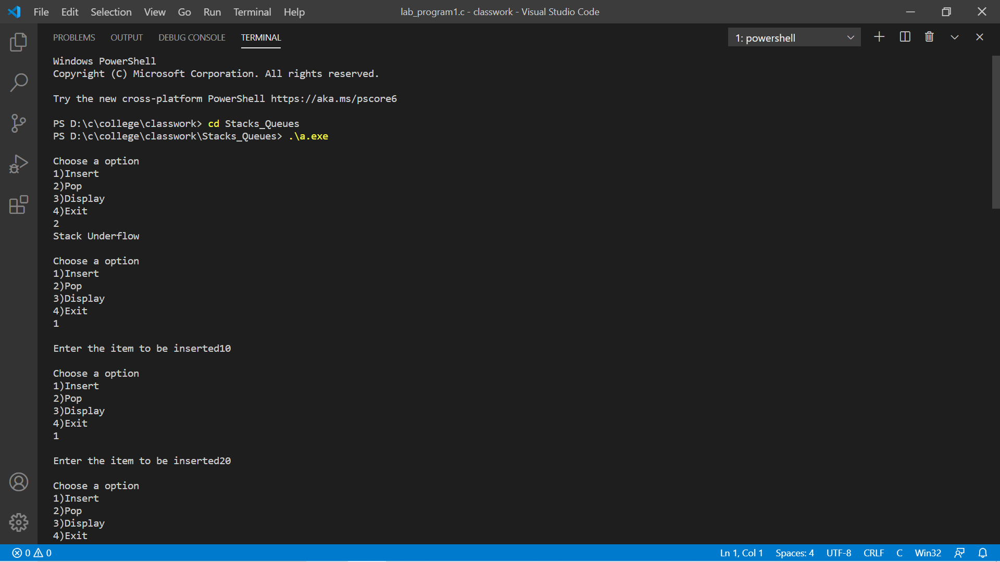 File Edit Selection View Go Run Terminal Help lab_program1.c - classwork - Visual Studio Code
PROBLEMS OUTPUT DEBUG CONSOLE TERMINAL 1: powershell
Windows PowerShell
Copyright (C) Microsoft Corporation. All rights reserved.
Try the new cross-platform PowerShell https://aka.ms/pscore6
PS D:\c\college\classwork> cd Stacks_Queues
PS D:\c\college\classwork\Stacks_Queues> .\a.exe
Choose a option
1)Insert
2)Pop
3)Display
4)Exit
2
Stack Underflow
Choose a option
1)Insert
2)Pop
3)Display
4)Exit
1
Enter the item to be inserted10
Choose a option
1)Insert
2)Pop
3)Display
4)Exit
1
Enter the item to be inserted20
Choose a option
1)Insert
2)Pop
3)Display
4)Exit
0 0 Ln 1, Col 1 Spaces: 4 UTF-8 CRLF C Win32